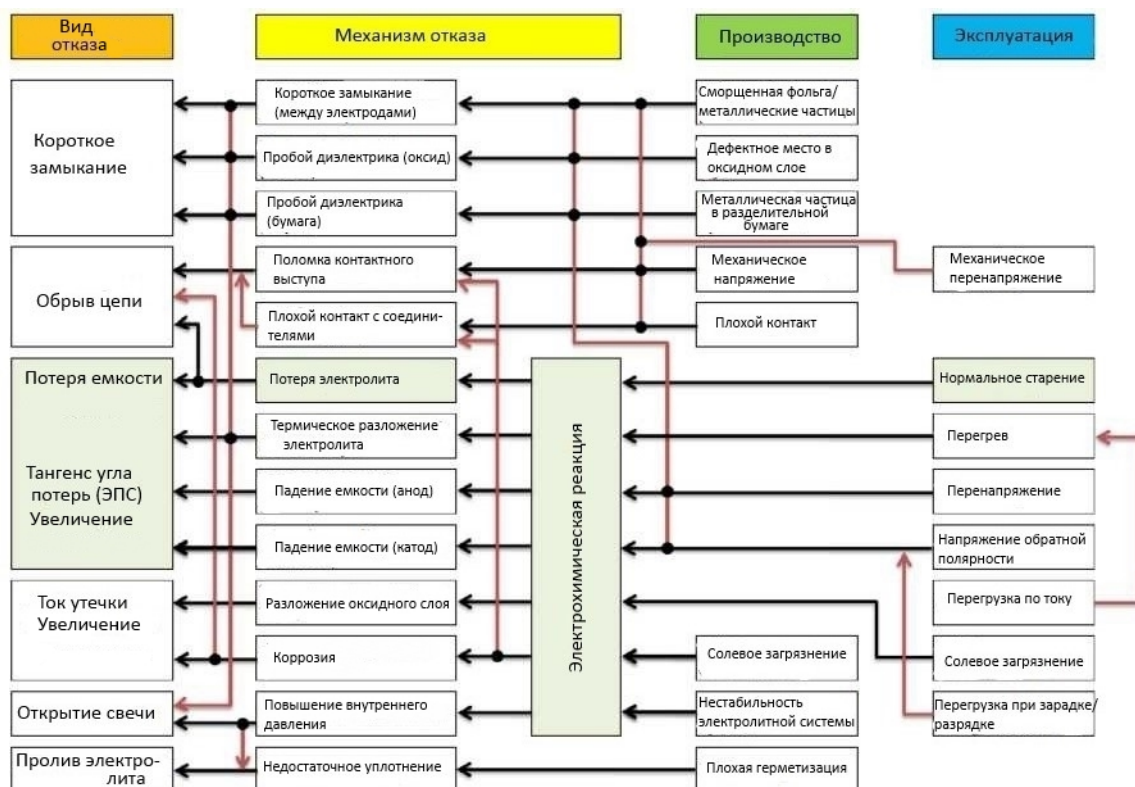 Вид
отказа
Механизм отказа
Производство
Эксплуатация
Короткое
замыкание
Короткое замыкание
(между электродами)
Сморщенная фольга/
металлические частицы
Пробой диэлектрика (оксид)
Дефектное место в
оксидном слое
Пробой диэлектрика
(бумага)
Металлическая частица
в разделительной
бумаге
Обрыв цепи
Поломка контактного
выступа
Механическое
напряжение
Механическое
перенапряжение
Плохой контакт с соедини-
телями
Плохой контакт
Потеря емкости
Тангенс угла
потерь (ЭПС)
Увеличение
Потеря электролита
Электрохимическая реакция
Нормальное старение
Термическое разложение
электролита
Перегрев
Падение емкости (анод)
Перенапряжение
Падение емкости (катод)
Напряжение обратной
полярности
Ток утечки
Увеличение
Разложение оксидного слоя
Перегрузка по току
Коррозия
Солевое загрязнение
Солевое загрязнение
Открытие свечи
Повышение внутреннего
давления
Нестабильность
электролитной системы
Перегрузка при зарадке/
разрядке
Пролив электро-
лита
Недостаточное уплотнение
Плохая герметизация